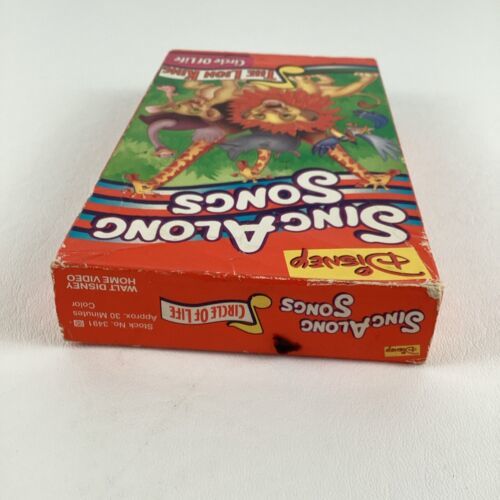 Disney
SING ALONG
SONGS
THE LION KING
Circle Of Life
Disney
SING ALONG
SONGS
CIRCLE OF LIFE
Stock No. 3491
Approx. 30 Minutes
Color
WALT DISNEY
HOME VIDEO